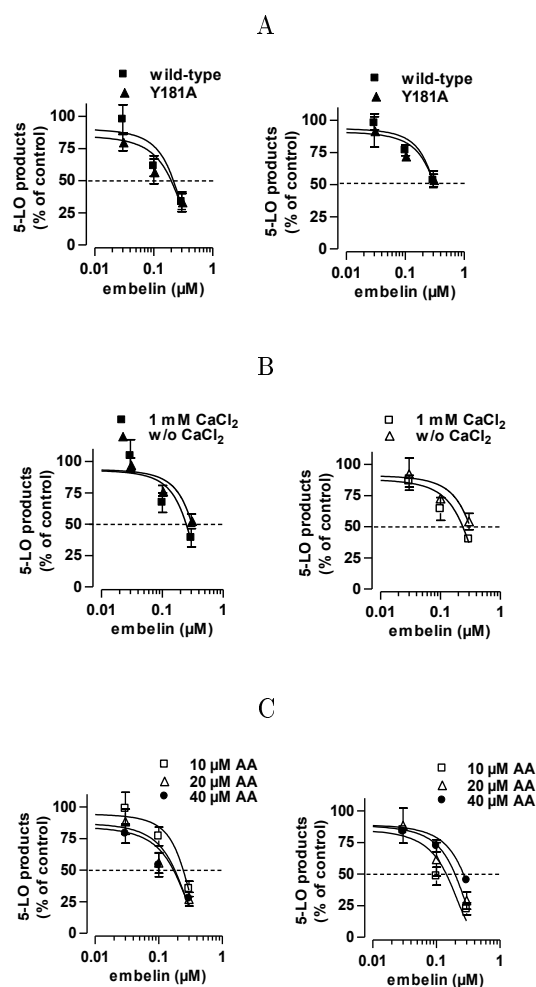 A
wild-type
Y181A
5-LO products
(% of control)
100
75
50
25
0
0.01 0.1 1
embelin (µM)
wild-type
Y181A
5-LO products
(% of control)
100
75
50
25
0
0.01 0.1 1
embelin (µM)
B
1 mM CaCl₂
w/o CaCl₂
5-LO products
(% of control)
100
75
50
25
0
0.01 0.1 1
embelin (µM)
1 mM CaCl₂
w/o CaCl₂
5-LO products
(% of control)
100
75
50
25
0
0.01 0.1 1
embelin (µM)
C
10 µM AA
20 µM AA
40 µM AA
5-LO products
(% of control)
100
75
50
25
0
0.01 0.1 1
embelin (µM)
10 µM AA
20 µM AA
40 µM AA
5-LO products
(% of control)
100
75
50
25
0
0.01 0.1 1
embelin (µM)